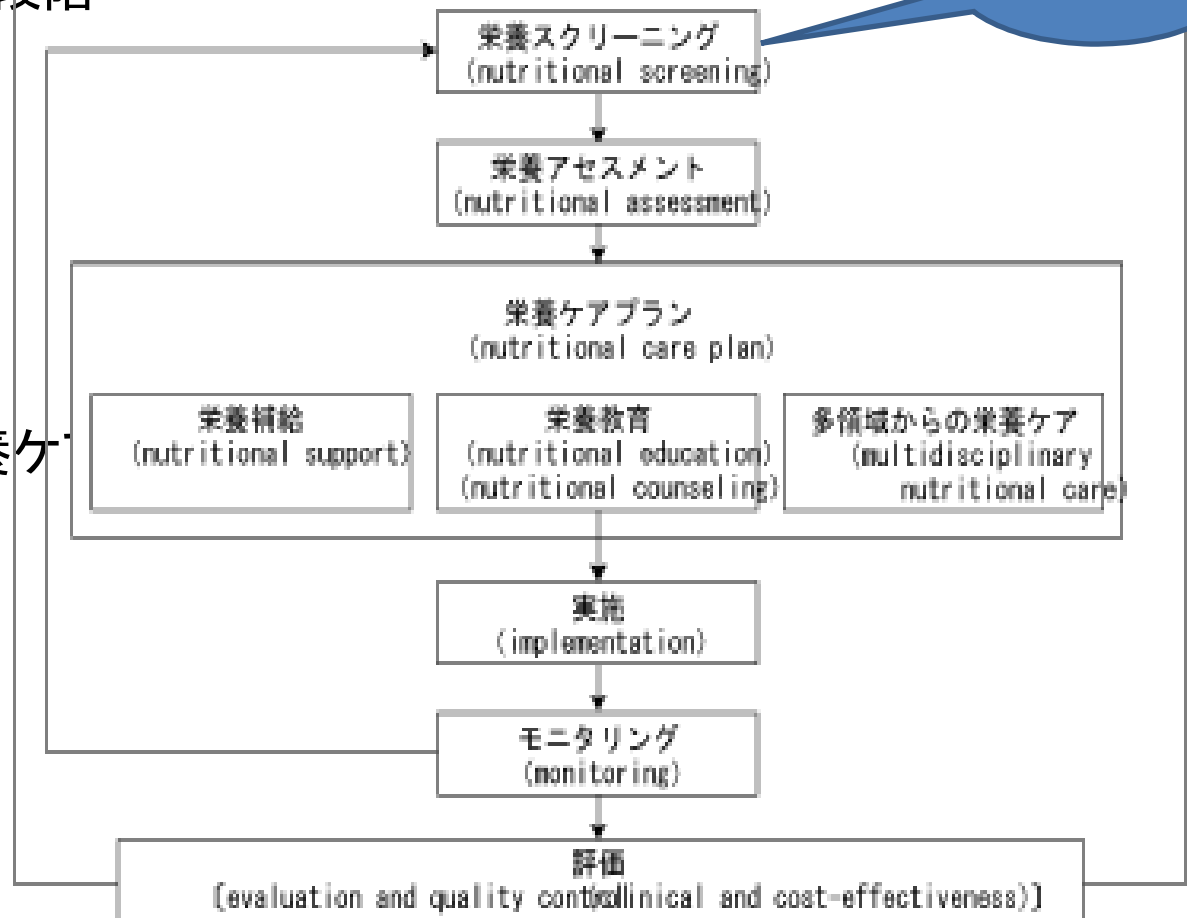 栄養スクリーニング
(nutritional screening)
栄養アセスメント
(nutritional assessment)
栄養ケアプラン
(nutritional care plan)
栄養補給
(nutritional support)
栄養教育
(nutritional education)
(nutritional counseling)
多領域からの栄養ケア
(multidisciplinary
nutritional care)
実施
(implementation)
モニタリング
(monitoring)
評価
[evaluation and quality control (clinical and cost-effectiveness)]